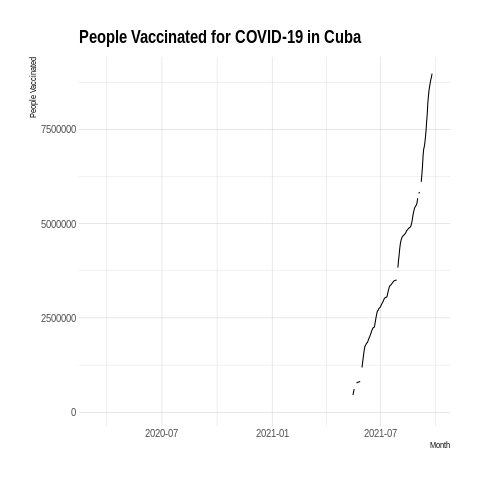 People Vaccinated for COVID-19 in Cuba
People Vaccinated
7500000
5000000
2500000
0
2020-07 2021-01 2021-07
Month